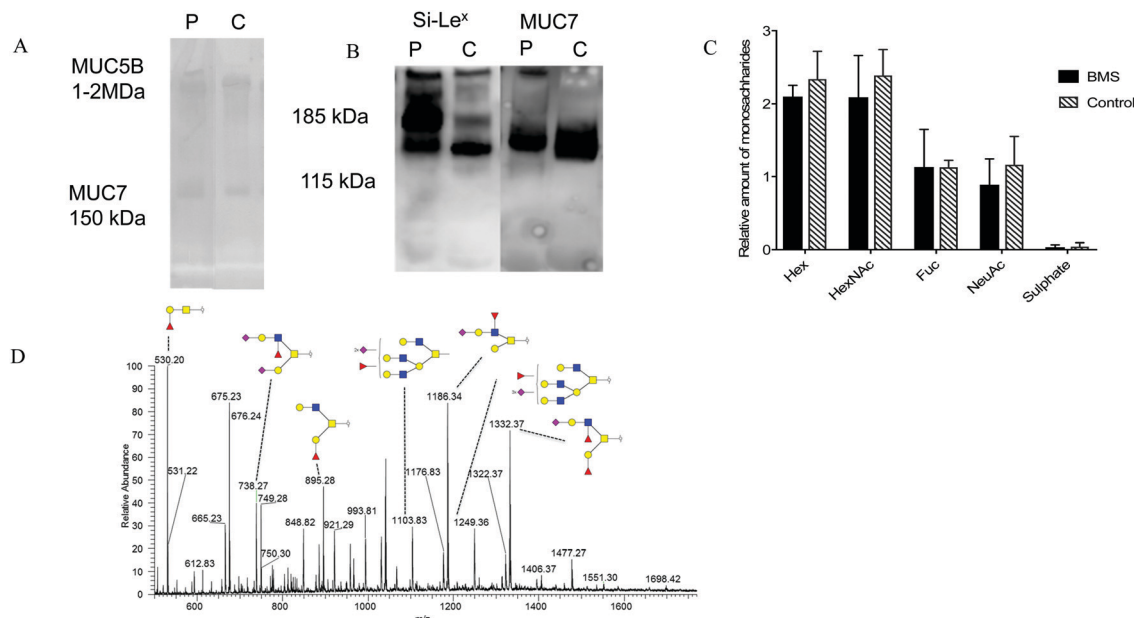 A
P C
MUC5B
1-2MDa
MUC7
150 kDa
B
Si-Leˣ MUC7
P C P C
185 kDa
115 kDa
C
Relative amount of monosachharides
3
2
1
0
BMS
Control
Hex
HexNAc
Fuc
NeuAc
Sulphate
D
Relative Abundance
100
90
80
70
60
50
40
30
20
10
0
530.20
531.22
612.83
665.23
675.23
676.24
738.27
749.28
750.30
848.82
895.28
921.29
993.81
1103.83
1176.83
1186.34
1249.36
1322.37
1332.37
1406.37
1477.27
1551.30
1698.42
600 800 1000 1200 1400 1600